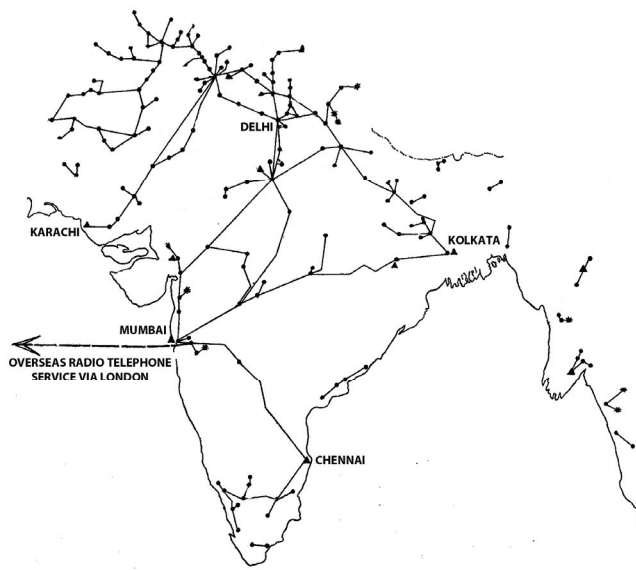 DELHI
KARACHI
KOLKATA
MUMBAI
OVERSEAS RADIO TELEPHONE
SERVICE VIA LONDON
CHENNAI